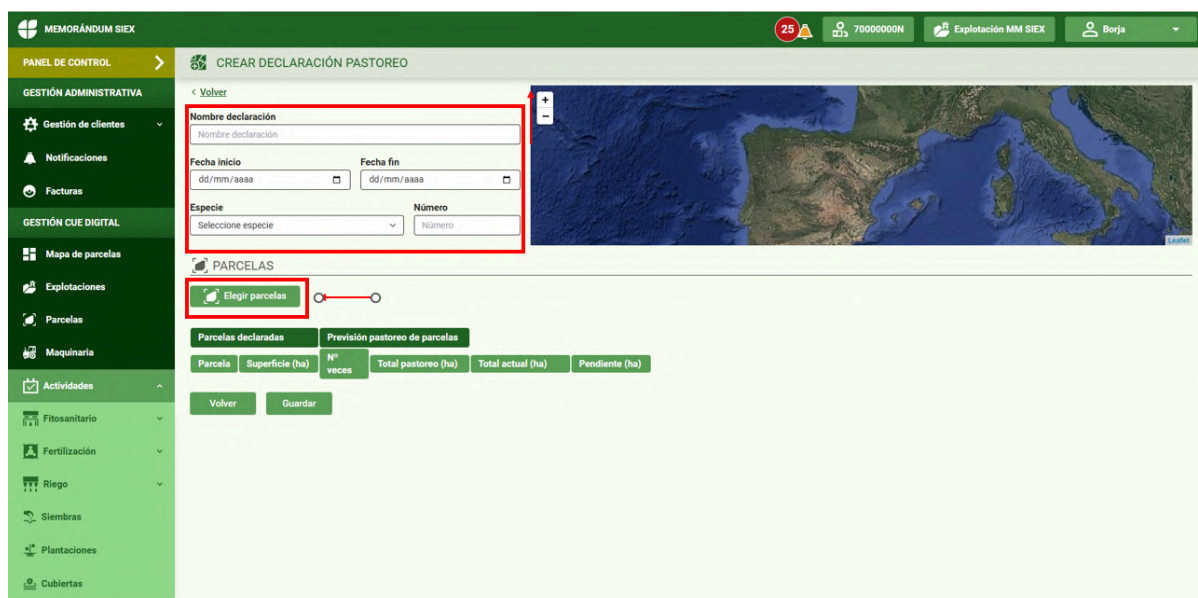 MEMORÁNDUM SIEX
25
70000000N
Explotación MM SIEX
Borja
PANEL DE CONTROL
CREAR DECLARACIÓN PASTOREO
GESTIÓN ADMINISTRATIVA
Gestión de clientes
Notificaciones
Facturas
GESTIÓN CUE DIGITAL
Mapa de parcelas
Explotaciones
Parcelas
Maquinaria
Actividades
Fitosanitario
Fertilización
Riego
Siembras
Plantaciones
Cubiertas
< Volver
Nombre declaración
Nombre declaración
Fecha inicio Fecha fin
dd/mm/aaaa dd/mm/aaaa
Especie Número
Seleccione especie Número
+
−
Leaflet
PARCELAS
Elegir parcelas
Parcelas declaradas Previsión pastoreo de parcelas
Parcela Superficie (ha) Nº veces Total pastoreo (ha) Total actual (ha) Pendiente (ha)
Volver Guardar